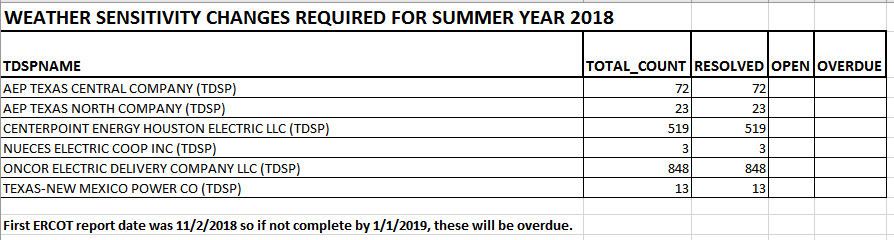 WEATHER SENSITIVITY CHANGES REQUIRED FOR SUMMER YEAR 2018
TDSPNAME TOTAL_COUNT RESOLVED OPEN OVERDUE
AEP TEXAS CENTRAL COMPANY (TDSP) 72 72
AEP TEXAS NORTH COMPANY (TDSP) 23 23
CENTERPOINT ENERGY HOUSTON ELECTRIC LLC (TDSP) 519 519
NUECES ELECTRIC COOP INC (TDSP) 3 3
ONCOR ELECTRIC DELIVERY COMPANY LLC (TDSP) 848 848
TEXAS-NEW MEXICO POWER CO (TDSP) 13 13
First ERCOT report date was 11/2/2018 so if not complete by 1/1/2019, these will be overdue.